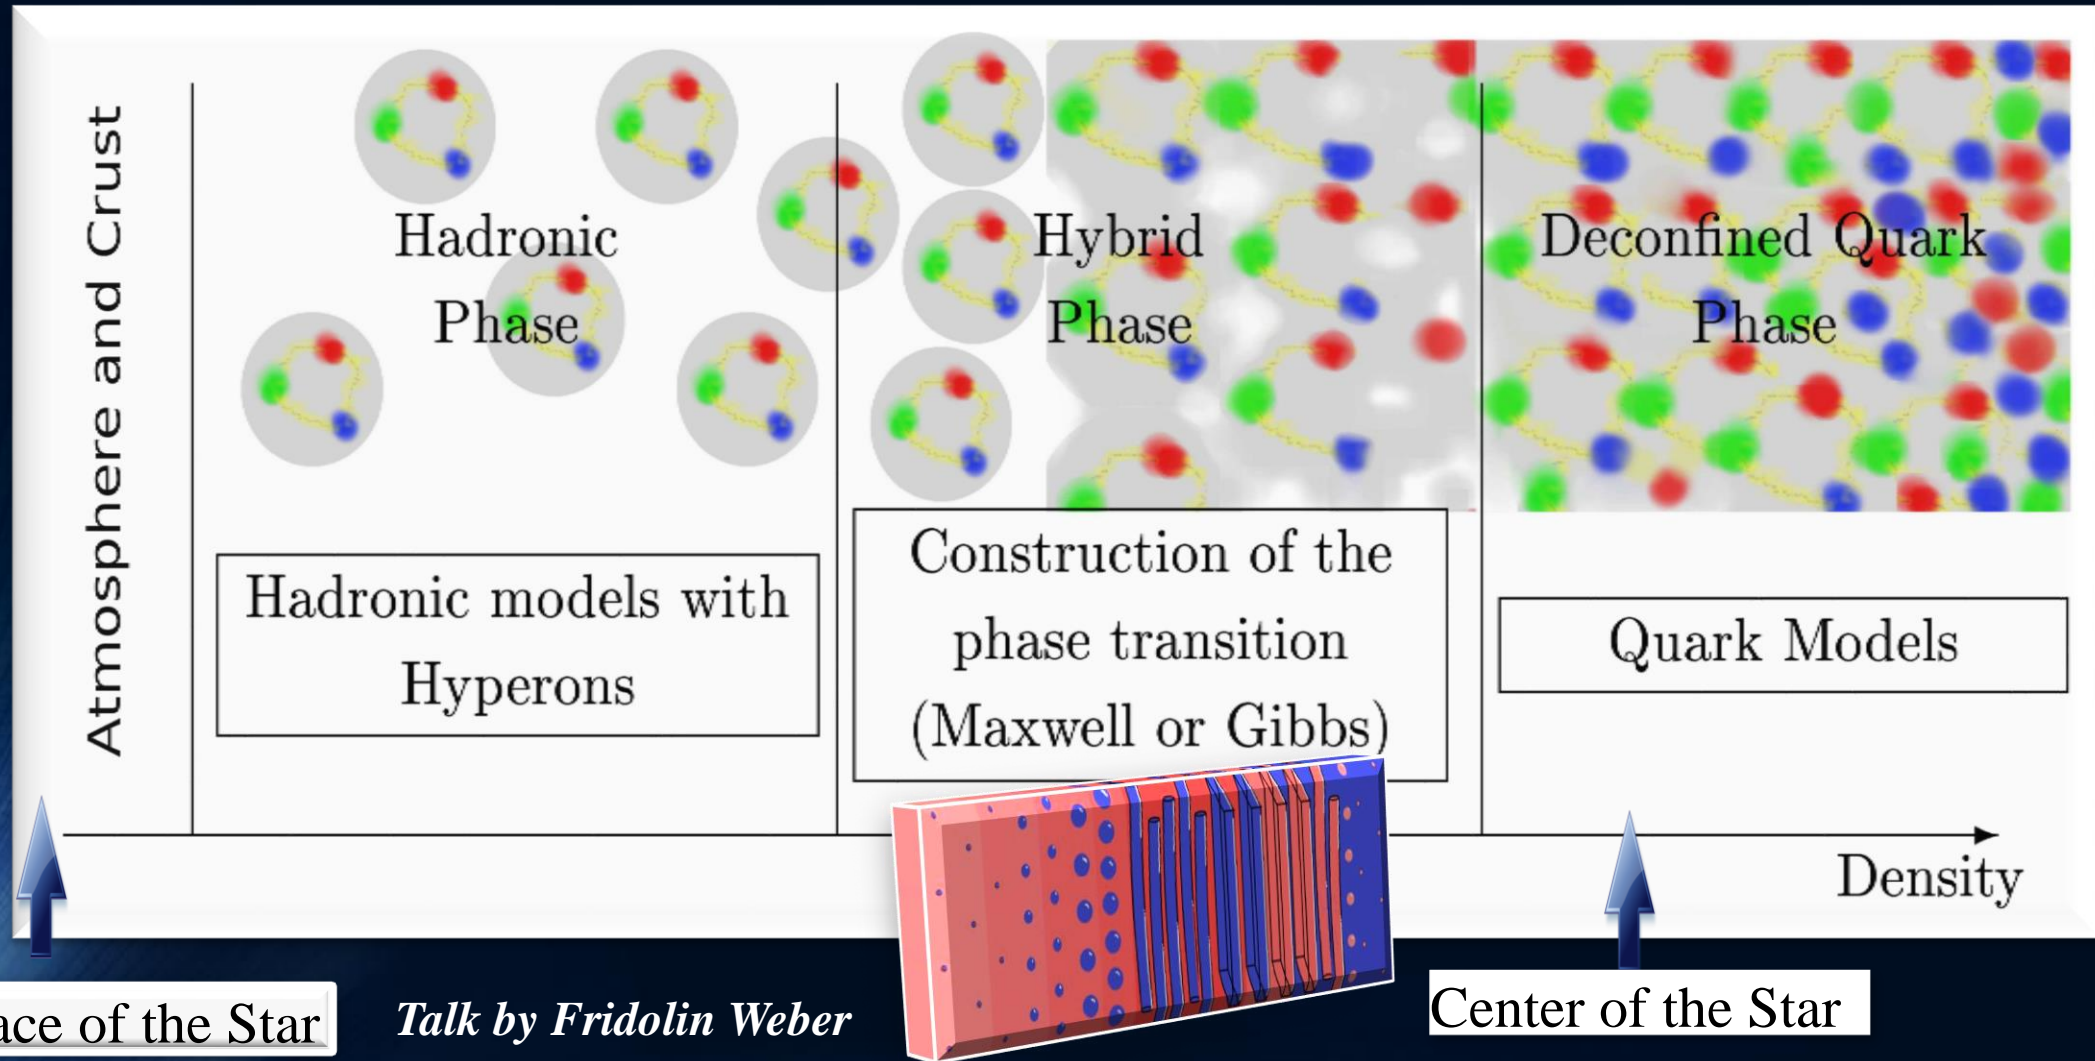 Atmosphere and Crust
Hadronic
Phase
Hybrid
Phase
Deconfined Quark
Phase
Hadronic models with
Hyperons
Construction of the
phase transition
(Maxwell or Gibbs)
Quark Models
Density
of the Star
Talk by Fridolin Weber
Center of the Star